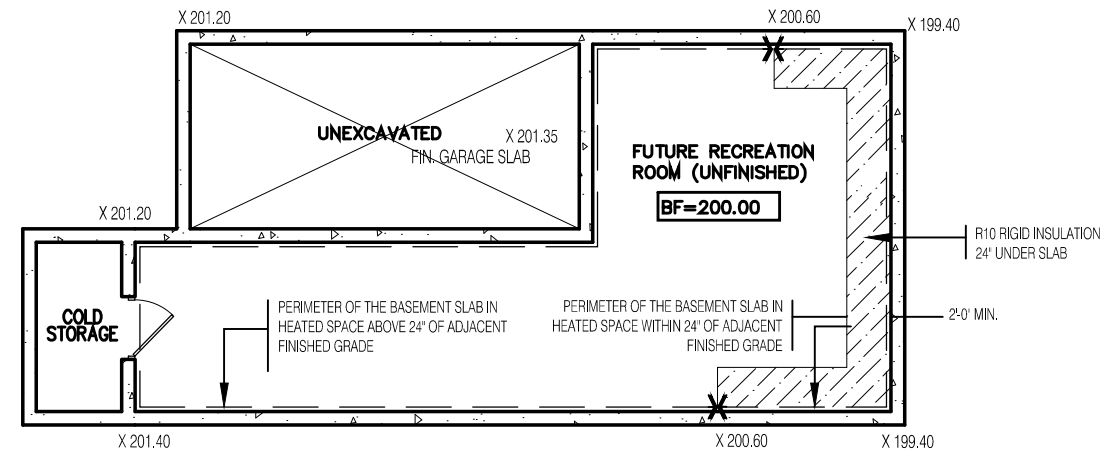 X 201.20
X 200.60
X 199.40
UNEXCAVATED
X 201.35
FIN. GARAGE SLAB
FUTURE RECREATION
ROOM (UNFINISHED)
BF=200.00
X 201.20
R10 RIGID INSULATION
24" UNDER SLAB
COLD
STORAGE
PERIMETER OF THE BASEMENT SLAB IN
HEATED SPACE ABOVE 24" OF ADJACENT
FINISHED GRADE
PERIMETER OF THE BASEMENT SLAB IN
HEATED SPACE WITHIN 24" OF ADJACENT
FINISHED GRADE
2'-0' MIN.
X 201.40
X 200.60
X 199.40